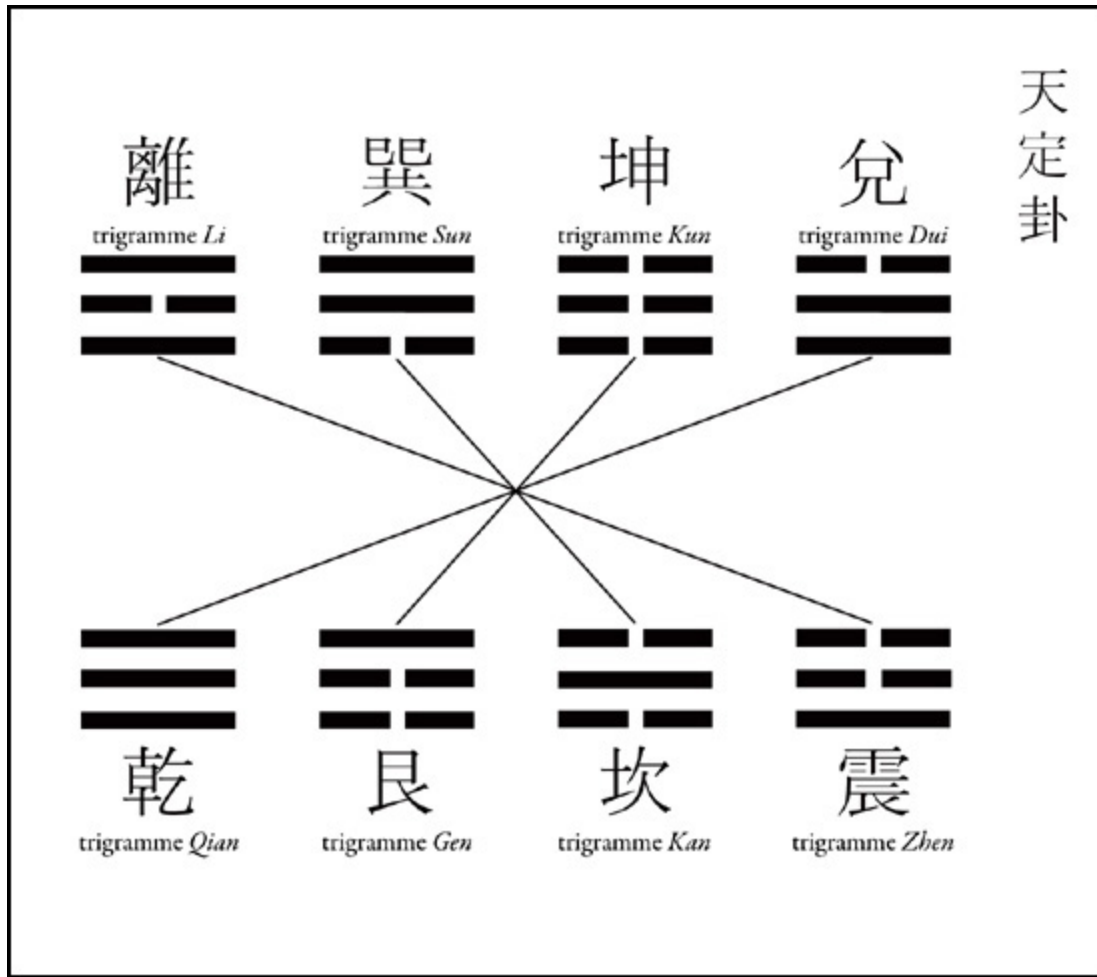 天定卦
離 巽 坤 兌
trigramme Li trigramme Sun trigramme Kun trigramme Dui
乾 艮 坎 震
trigramme Qian trigramme Gen trigramme Kan trigramme Zhen